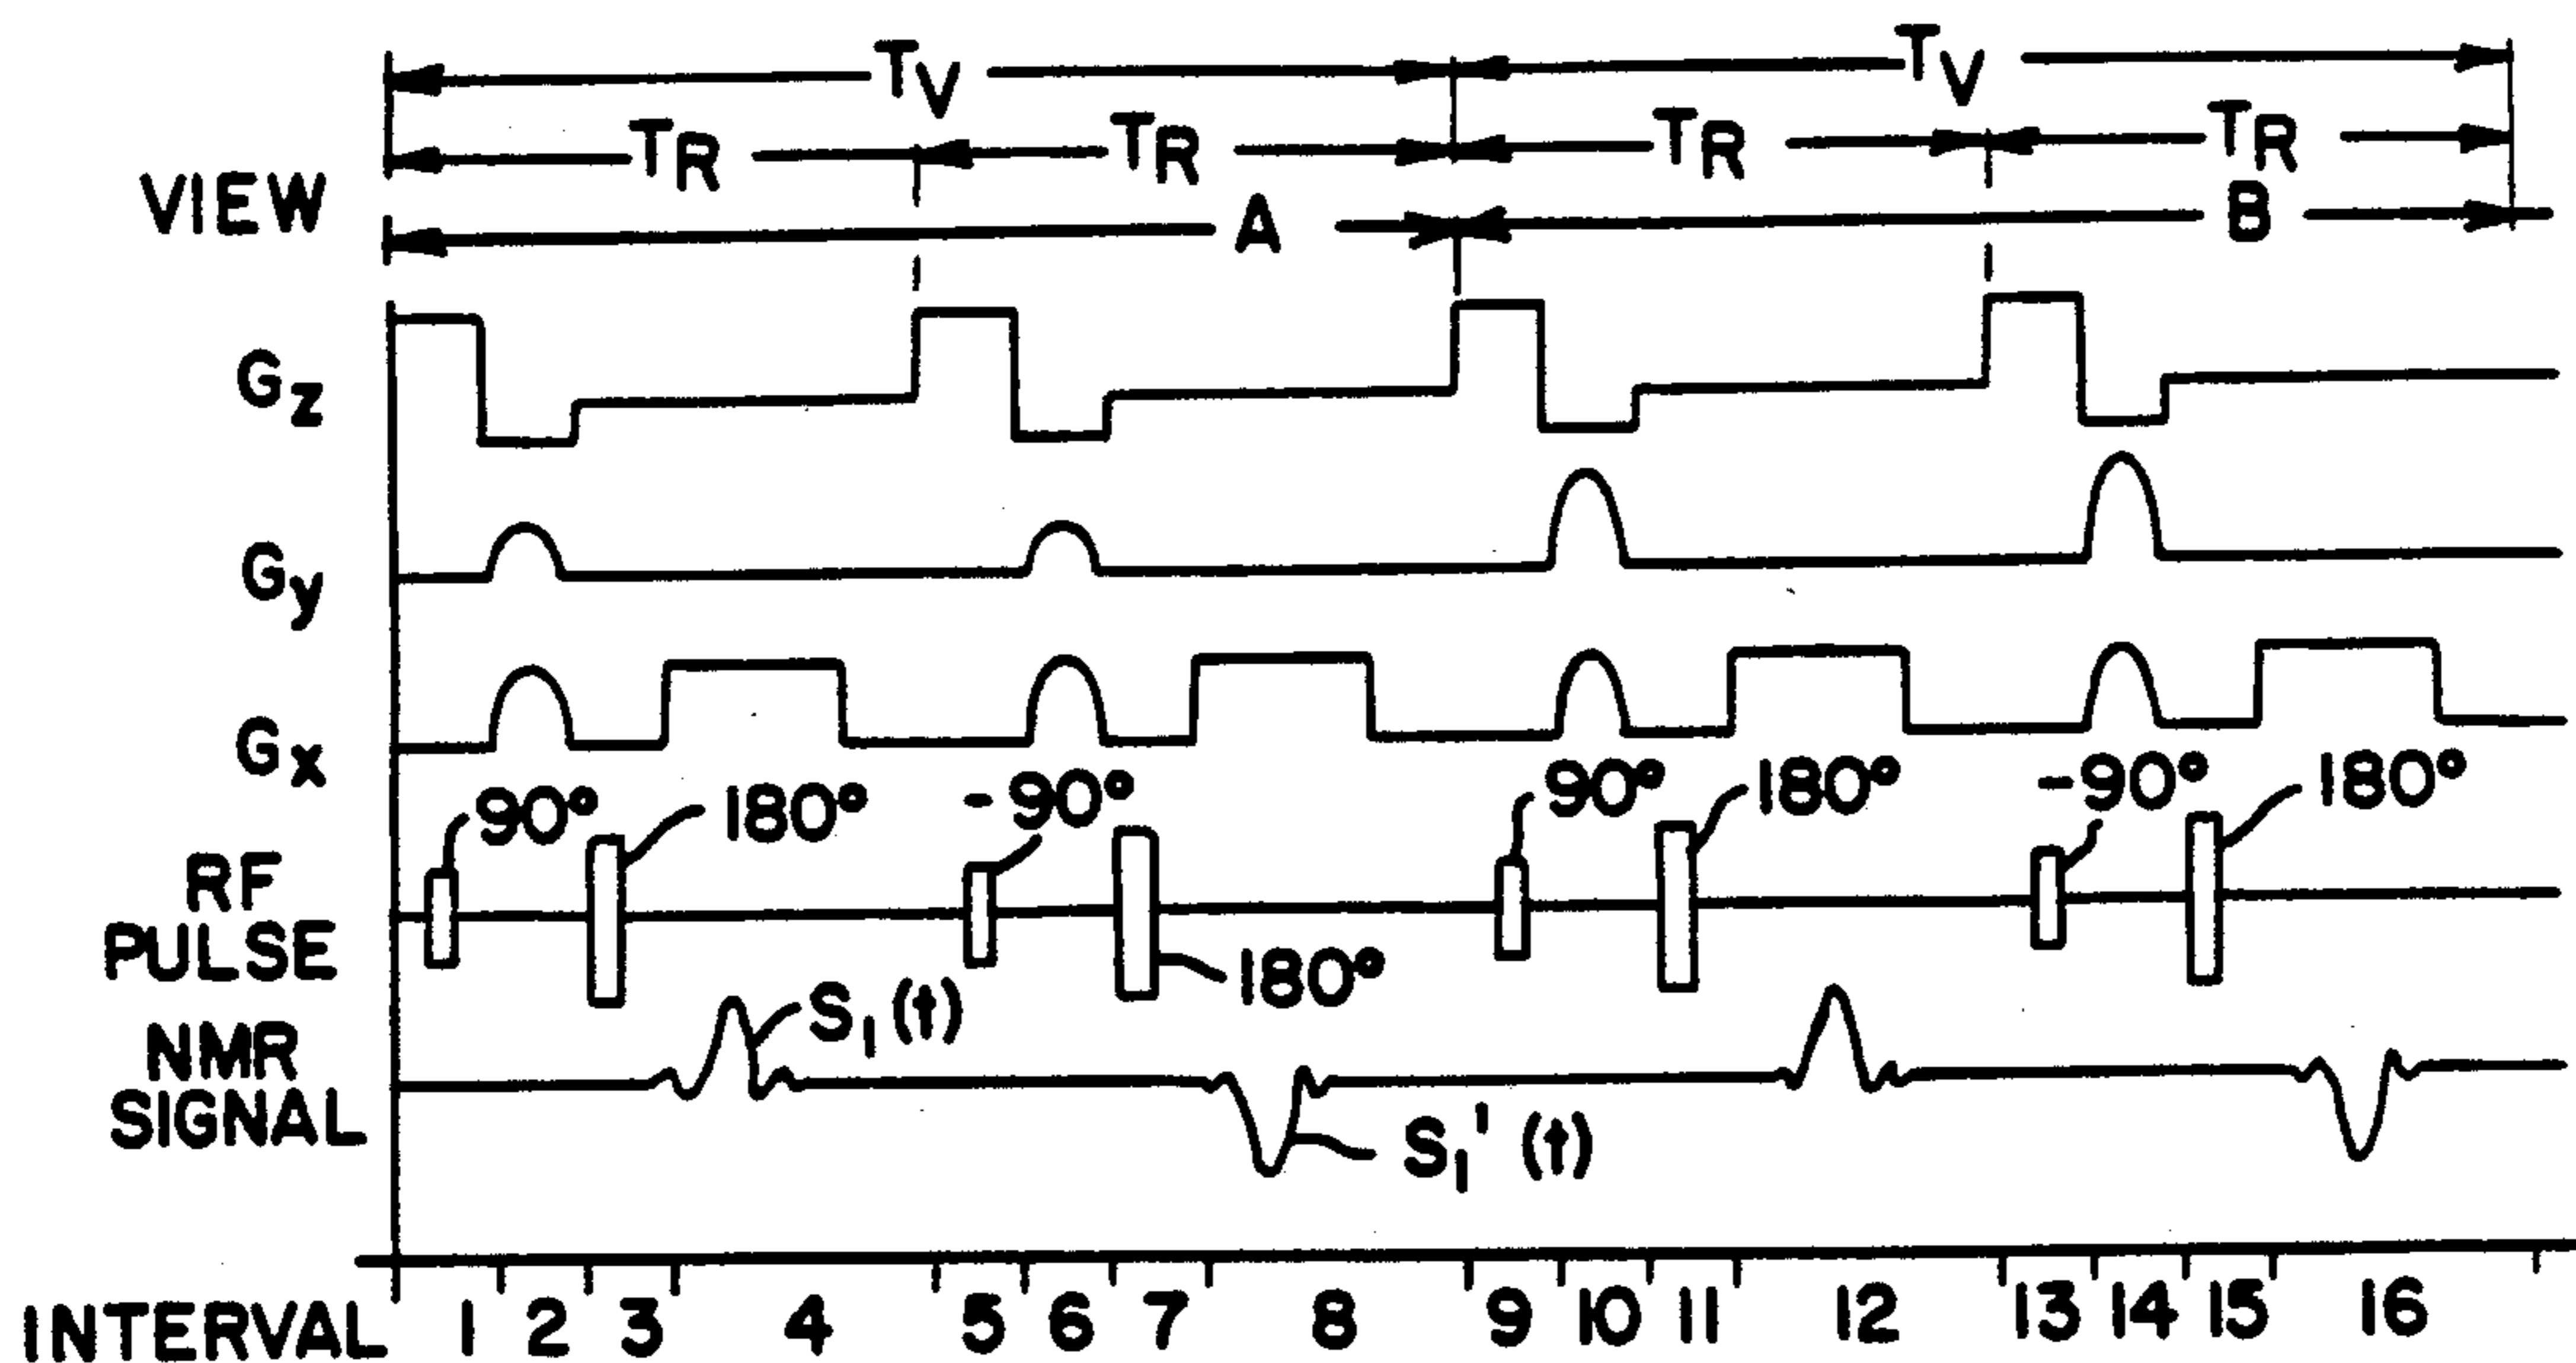 TV TV
TR TR TR TR
VIEW A B
Gz
Gy
Gx
90° 180° -90° 180° 90° 180° -90° 180°
RF
PULSE
NMR
SIGNAL
S1(t) S1'(t)
INTERVAL 1 2 3 4 5 6 7 8 9 10 11 12 13 14 15 16